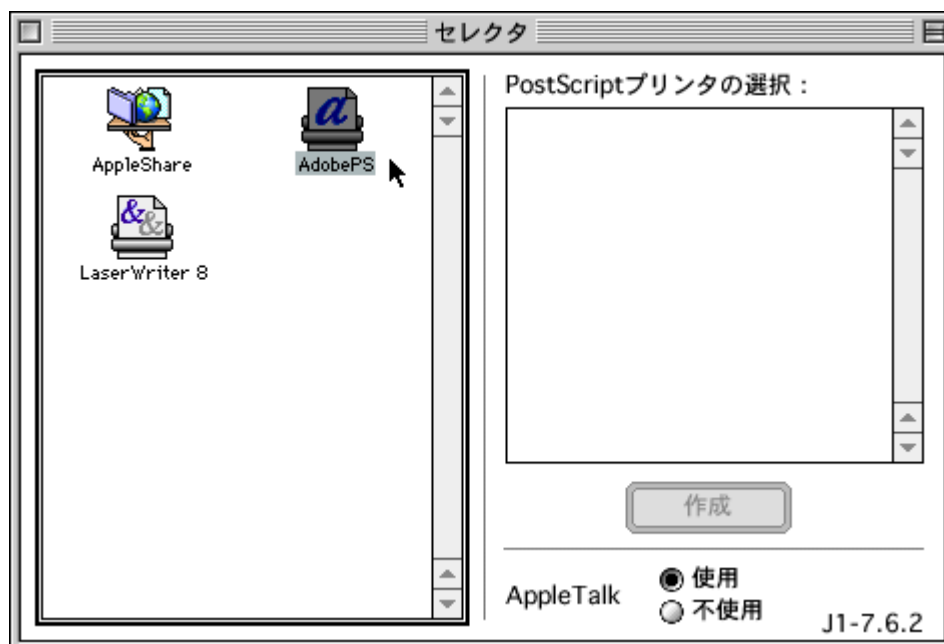 セレクタ
AppleShare
AdobePS
LaserWriter 8
PostScriptプリンタの選択：
作成
AppleTalk
使用
不使用
J1-7.6.2